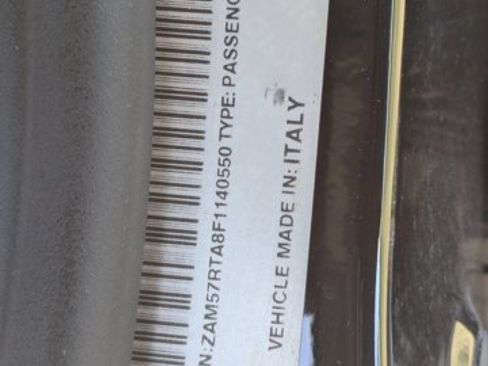 N:ZAM57RTA8F1140550 TYPE: PASSENG
VEHICLE MADE IN: ITALY